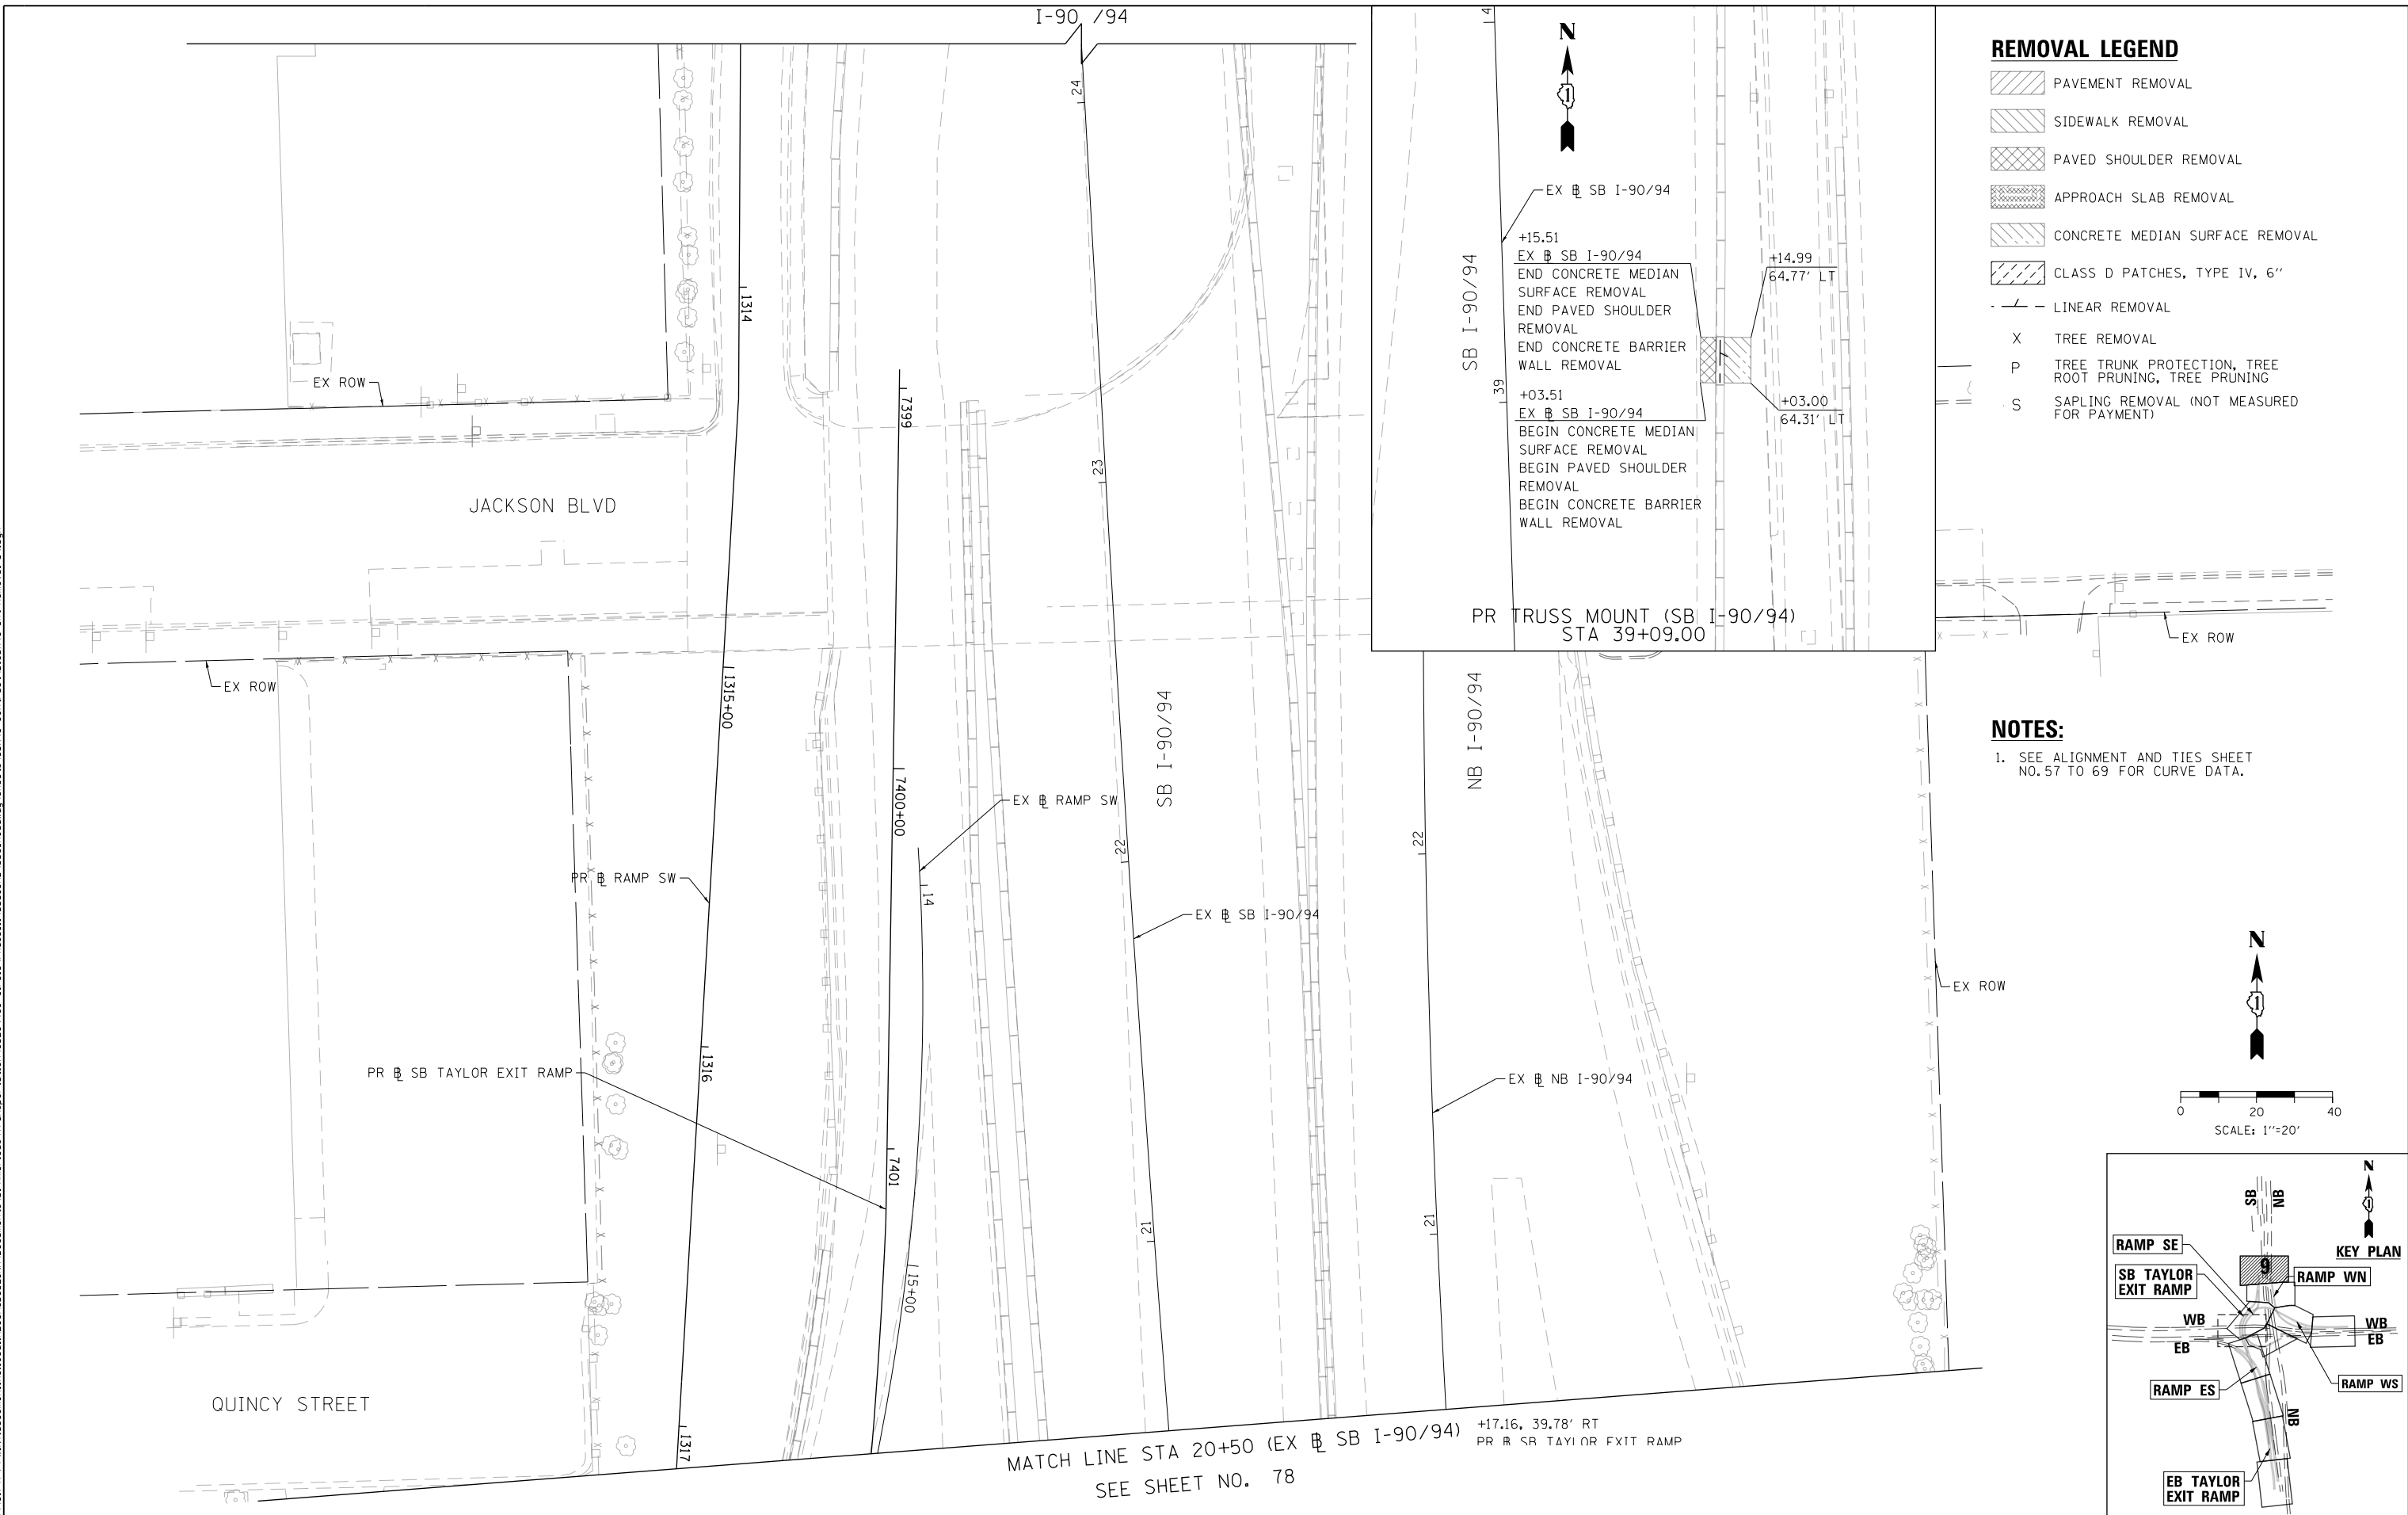 I-90 /94
24
23
22
21
SB I-90/94
NB I-90/94
22
21
1314
1315+00
1316
1317
7399
7400+00
7401
14
15+00
EX ROW
JACKSON BLVD
EX ROW
EX ℄ RAMP SW
PR ℄ RAMP SW
EX ℄ SB I-90/94
PR ℄ SB TAYLOR EXIT RAMP
EX ℄ NB I-90/94
EX ROW
EX ROW
QUINCY STREET
MATCH LINE STA 20+50 (EX ℄ SB I-90/94)
SEE SHEET NO. 78
+17.16, 39.78' RT
PR ℄ SB TAYLOR EXIT RAMP
4
N
1
EX ℄ SB I-90/94
SB I-90/94
39
+15.51
EX ℄ SB I-90/94
END CONCRETE MEDIAN
SURFACE REMOVAL
END PAVED SHOULDER
REMOVAL
END CONCRETE BARRIER
WALL REMOVAL
+14.99
64.77' LT
+03.51
EX ℄ SB I-90/94
BEGIN CONCRETE MEDIAN
SURFACE REMOVAL
BEGIN PAVED SHOULDER
REMOVAL
BEGIN CONCRETE BARRIER
WALL REMOVAL
+03.00
64.31' LT
PR TRUSS MOUNT (SB I-90/94)
STA 39+09.00
REMOVAL LEGEND
PAVEMENT REMOVAL
SIDEWALK REMOVAL
PAVED SHOULDER REMOVAL
APPROACH SLAB REMOVAL
CONCRETE MEDIAN SURFACE REMOVAL
CLASS D PATCHES, TYPE IV, 6''
LINEAR REMOVAL
X TREE REMOVAL
P TREE TRUNK PROTECTION, TREE
ROOT PRUNING, TREE PRUNING
S SAPLING REMOVAL (NOT MEASURED
FOR PAYMENT)
NOTES:
1. SEE ALIGNMENT AND TIES SHEET
NO. 57 TO 69 FOR CURVE DATA.
N
1
0 20 40
SCALE: 1''=20'
N
1
KEY PLAN
SB
NB
9
RAMP SE
SB TAYLOR
EXIT RAMP
RAMP WN
WB
EB
WB
EB
RAMP ES
RAMP WS
NB
EB TAYLOR
EXIT RAMP